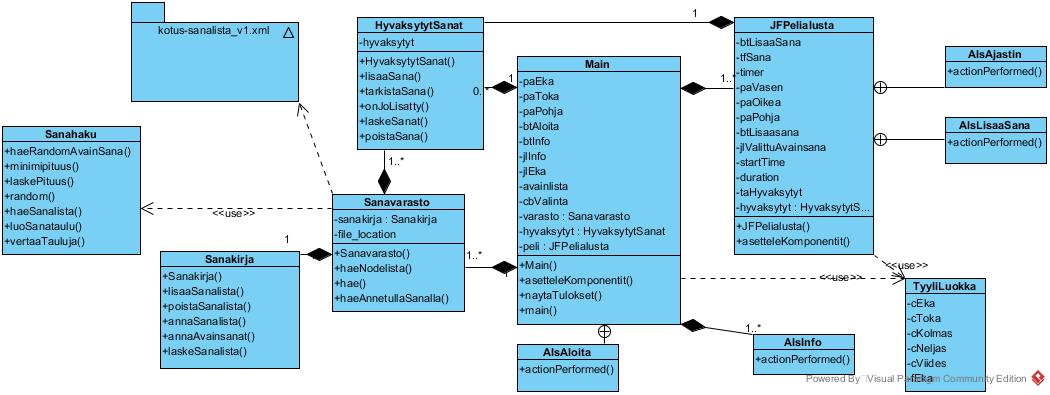 kotus-sanalista_v1.xml
HyvaksytytSanat
-hyvaksytyt
+HyvaksytytSanat()
+lisaaSana()
+tarkistaSana()
+onJoLisatty()
+laskeSanat()
+poistaSana()
1
JFPelialusta
-btLisaaSana
-tfSana
-timer
-paVasen
-paOikea
-paPohja
-btLisaasana
-jlValittuAvainsana
-startTime
-duration
-taHyvaksytyt
-hyvaksytyt : HyvaksytytS...
+JFPelialusta()
+asetteleKomponentit()
AlsAjastin
+actionPerformed()
AlsLisaaSana
+actionPerformed()
Main
-paEka
-paToka
-paPohja
-btAloita
-btInfo
-jlInfo
-jlEka
-avainlista
-cbValinta
-varasto : Sanavarasto
-hyvaksytyt : HyvaksytytSanat
-peli : JFPelialusta
+Main()
+asetteleKomponentit()
+naytaTulokset()
+main()
1
0..*
1..*
Sanahaku
+haeRandomAvainSana()
+minimipituus()
+laskePituus()
+random()
+haeSanalista()
+luoSanataulu()
+vertaaTauluja()
1..*
<<use>>
Sanavarasto
-sanakirja : Sanakirja
-file_location
+Sanavarasto()
+haeNodelista()
+hae()
+haeAnnetullaSanalla()
1
1..*
Sanakirja
+Sanakirja()
+lisaaSanalista()
+poistaSanalista()
+annaSanalista()
+annaAvainsanat()
+laskeSanalista()
<<use>>
<<use>>
TyyliLuokka
-cEka
-cToka
-cKolmas
-cNeljas
-cViides
-fEka
AlsAloita
+actionPerformed()
1..*
AlsInfo
+actionPerformed()
Powered By Visual Paradigm Community Edition